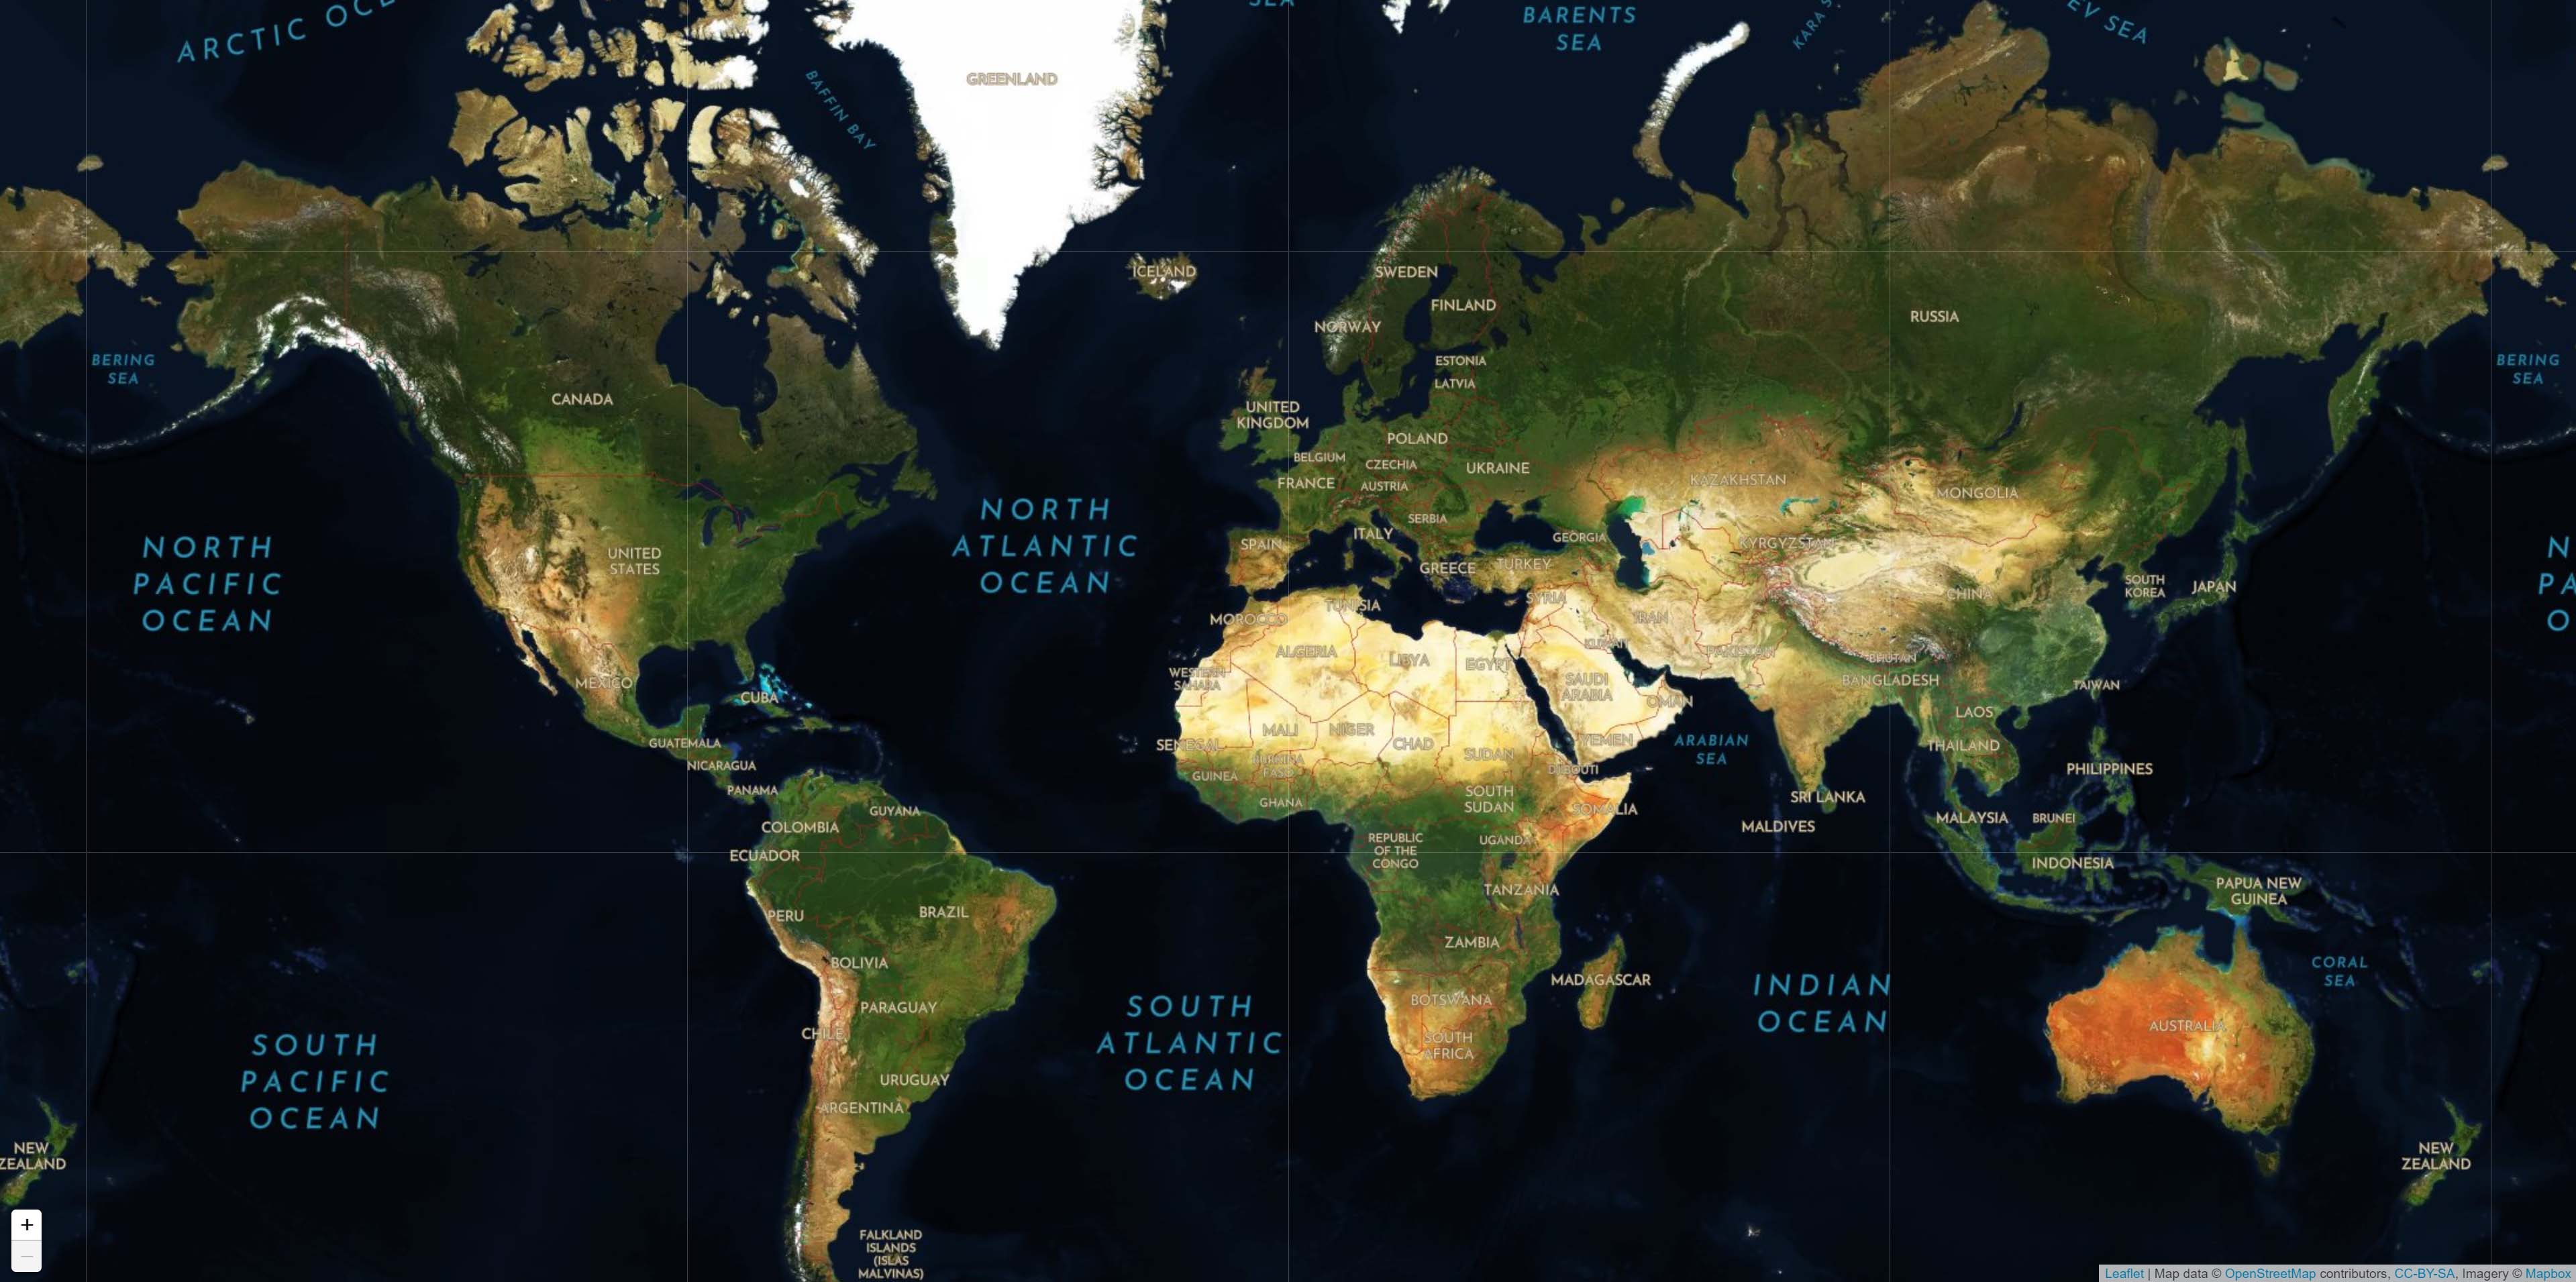 ARCTIC OCE
SEA
BARENTS
SEA
KARA S
EV SEA
GREENLAND
BAFFIN BAY
ICELAND
SWEDEN
FINLAND
NORWAY
RUSSIA
ESTONIA
LATVIA
BERING
SEA
BERING
SEA
CANADA
UNITED
KINGDOM
POLAND
BELGIUM
CZECHIA
UKRAINE
FRANCE
AUSTRIA
KAZAKHSTAN
MONGOLIA
NORTH
ATLANTIC
OCEAN
SERBIA
ITALY
GEORGIA
SPAIN
KYRGYZSTAN
NORTH
PACIFIC
OCEAN
N
PA
O
UNITED
STATES
GREECE
TURKEY
SOUTH
KOREA
JAPAN
CHINA
SYRIA
TUNISIA
MOROCCO
IRAN
KUWAIT
ALGERIA
LIBYA
EGYPT
PAKISTAN
BHUTAN
WESTERN
SAHARA
SAUDI
ARABIA
BANGLADESH
TAIWAN
MEXICO
CUBA
OMAN
LAOS
MALI
NIGER
CHAD
SUDAN
YEMEN
ARABIAN
SEA
THAILAND
GUATEMALA
SENEGAL
NICARAGUA
BURKINA
FASO
GUINEA
DJIBOUTI
PHILIPPINES
PANAMA
GHANA
SOUTH
SUDAN
SOMALIA
SRI LANKA
GUYANA
COLOMBIA
MALDIVES
MALAYSIA
BRUNEI
REPUBLIC
OF THE
CONGO
UGANDA
ECUADOR
INDONESIA
TANZANIA
PAPUA NEW
GUINEA
PERU
BRAZIL
ZAMBIA
BOLIVIA
MADAGASCAR
CORAL
SEA
INDIAN
OCEAN
BOTSWANA
PARAGUAY
SOUTH
ATLANTIC
OCEAN
CHILE
AUSTRALIA
SOUTH
AFRICA
SOUTH
PACIFIC
OCEAN
URUGUAY
ARGENTINA
NEW
ZEALAND
NEW
ZEALAND
+
−
FALKLAND
ISLANDS
(ISLAS
MALVINAS)
Leaflet | Map data © OpenStreetMap contributors, CC-BY-SA, Imagery © Mapbox